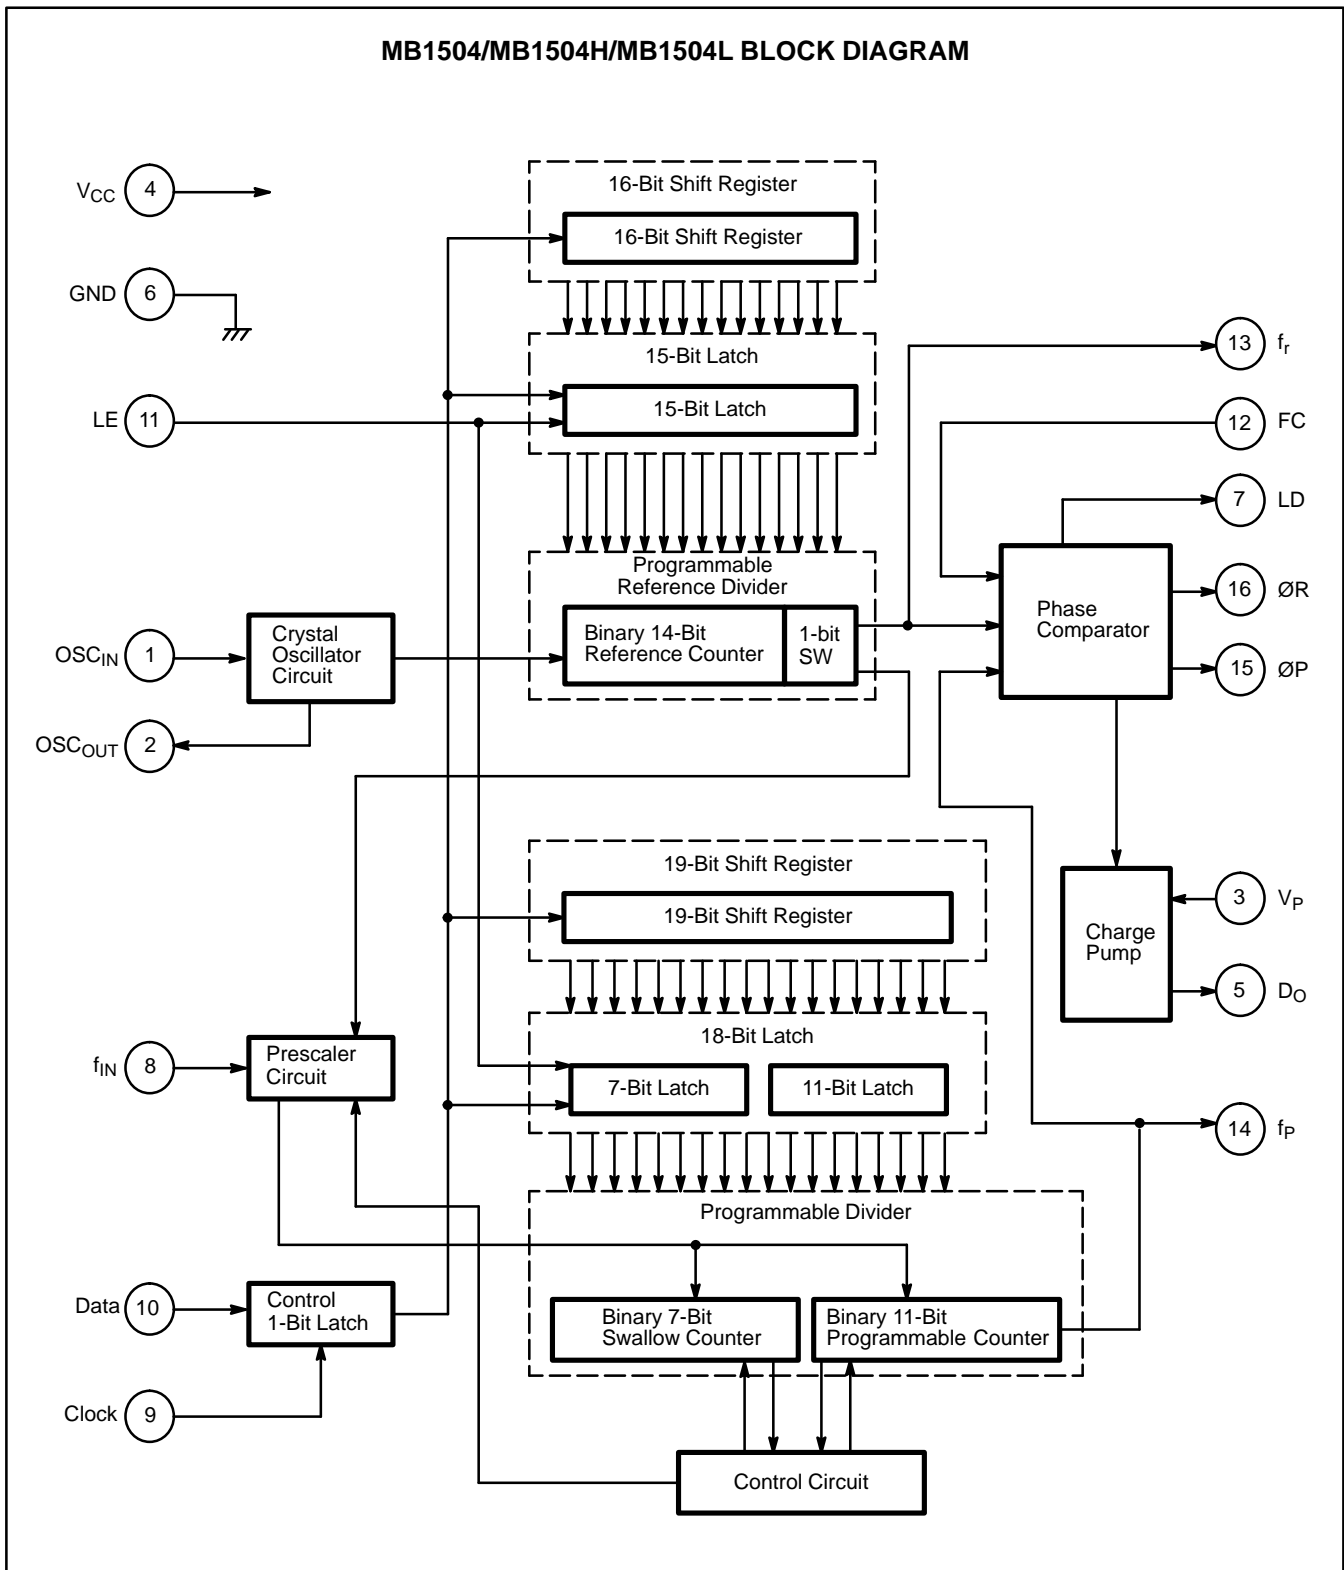 MB1504/MB1504H/MB1504L BLOCK DIAGRAM
16-Bit Shift Register
VCC 4
16-Bit Shift Register
GND 6
15-Bit Latch
13 fr
15-Bit Latch
LE 11
12 FC
7 LD
Programmable
Reference Divider
16 ØR
Phase
Comparator
Crystal
Oscillator
Circuit
Binary 14-Bit
Reference Counter
1-bit
SW
OSCIN 1
15 ØP
OSCOUT 2
19-Bit Shift Register
19-Bit Shift Register
3 VP
Charge
Pump
5 DO
18-Bit Latch
fIN 8
Prescaler
Circuit
7-Bit Latch
11-Bit Latch
14 fP
Programmable Divider
Data 10
Control
1-Bit Latch
Binary 7-Bit
Swallow Counter
Binary 11-Bit
Programmable Counter
Clock 9
Control Circuit